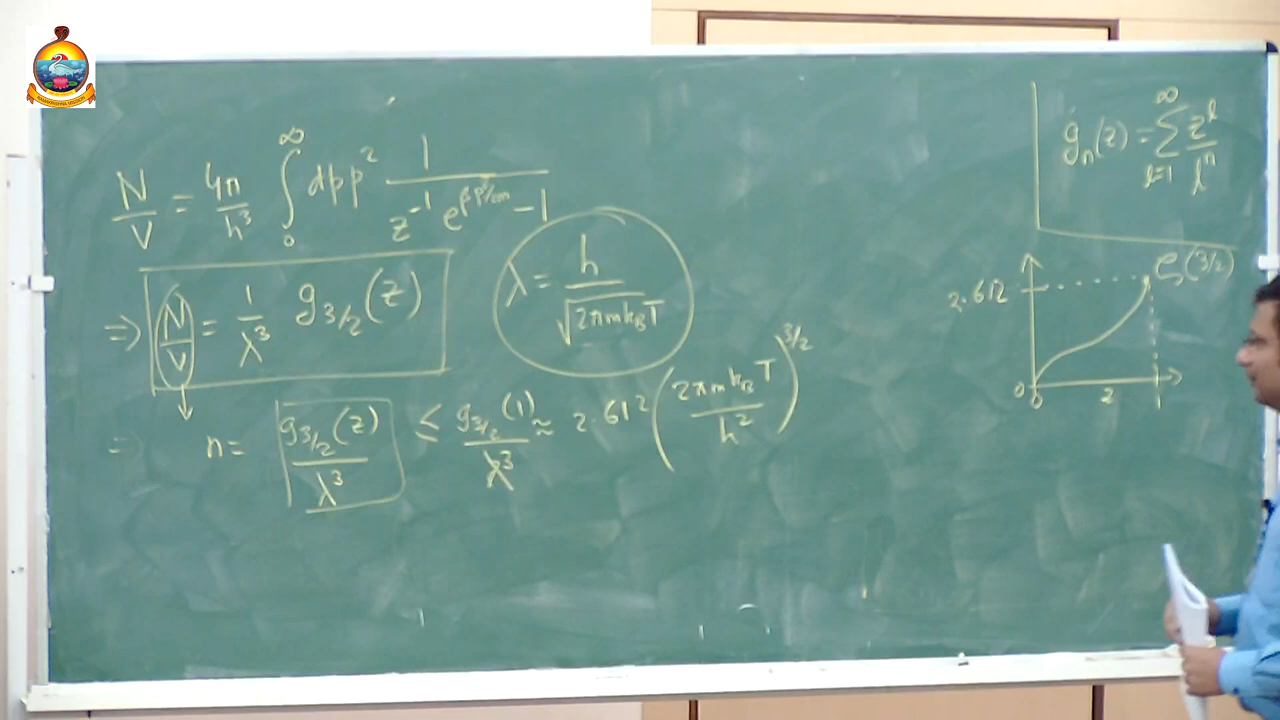 N/V = 4π/h³ ∫₀^∞ dp p² 1/(z⁻¹ e^(βp²/2m) − 1)
⇒ N/V = 1/λ³ g_{3/2}(z)
λ = h/√(2πmk_BT)
⇒ n = g_{3/2}(z)/λ³ ≤ g_{3/2}(1)/λ³ ≈ 2.612 (2πmk_BT/h²)^{3/2}
g_n(z) = Σ_{l=1}^∞ z^l/l^n
ζ(3/2)
2.612
0
0
z